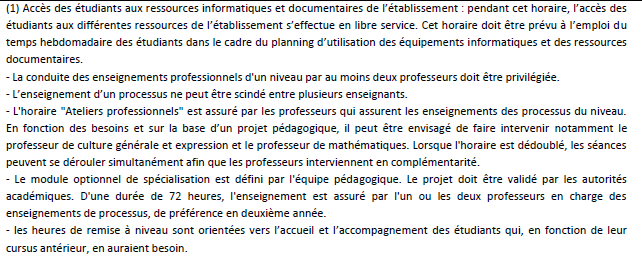 (1) Accès des étudiants aux ressources informatiques et documentaires de l'établissement : pendant cet horaire, l'accès des
étudiants aux différentes ressources de l'établissement s'effectue en libre service. Cet horaire doit être prévu à l'emploi du
temps hebdomadaire des étudiants dans le cadre du planning d'utilisation des équipements informatiques et des ressources
documentaires.
- La conduite des enseignements professionnels d'un niveau par au moins deux professeurs doit être privilégiée.
- L'enseignement d'un processus ne peut être scindé entre plusieurs enseignants.
- L'horaire "Ateliers professionnels" est assuré par les professeurs qui assurent les enseignements des processus du niveau.
En fonction des besoins et sur la base d'un projet pédagogique, il peut être envisagé de faire intervenir notamment le
professeur de culture générale et expression et le professeur de mathématiques. Lorsque l'horaire est dédoublé, les séances
peuvent se dérouler simultanément afin que les professeurs interviennent en complémentarité.
- Le module optionnel de spécialisation est défini par l'équipe pédagogique. Le projet doit être validé par les autorités
académiques. D'une durée de 72 heures, l'enseignement est assuré par l'un ou les deux professeurs en charge des
enseignements de processus, de préférence en deuxième année.
- les heures de remise à niveau sont orientées vers l'accueil et l'accompagnement des étudiants qui, en fonction de leur
cursus antérieur, en auraient besoin.